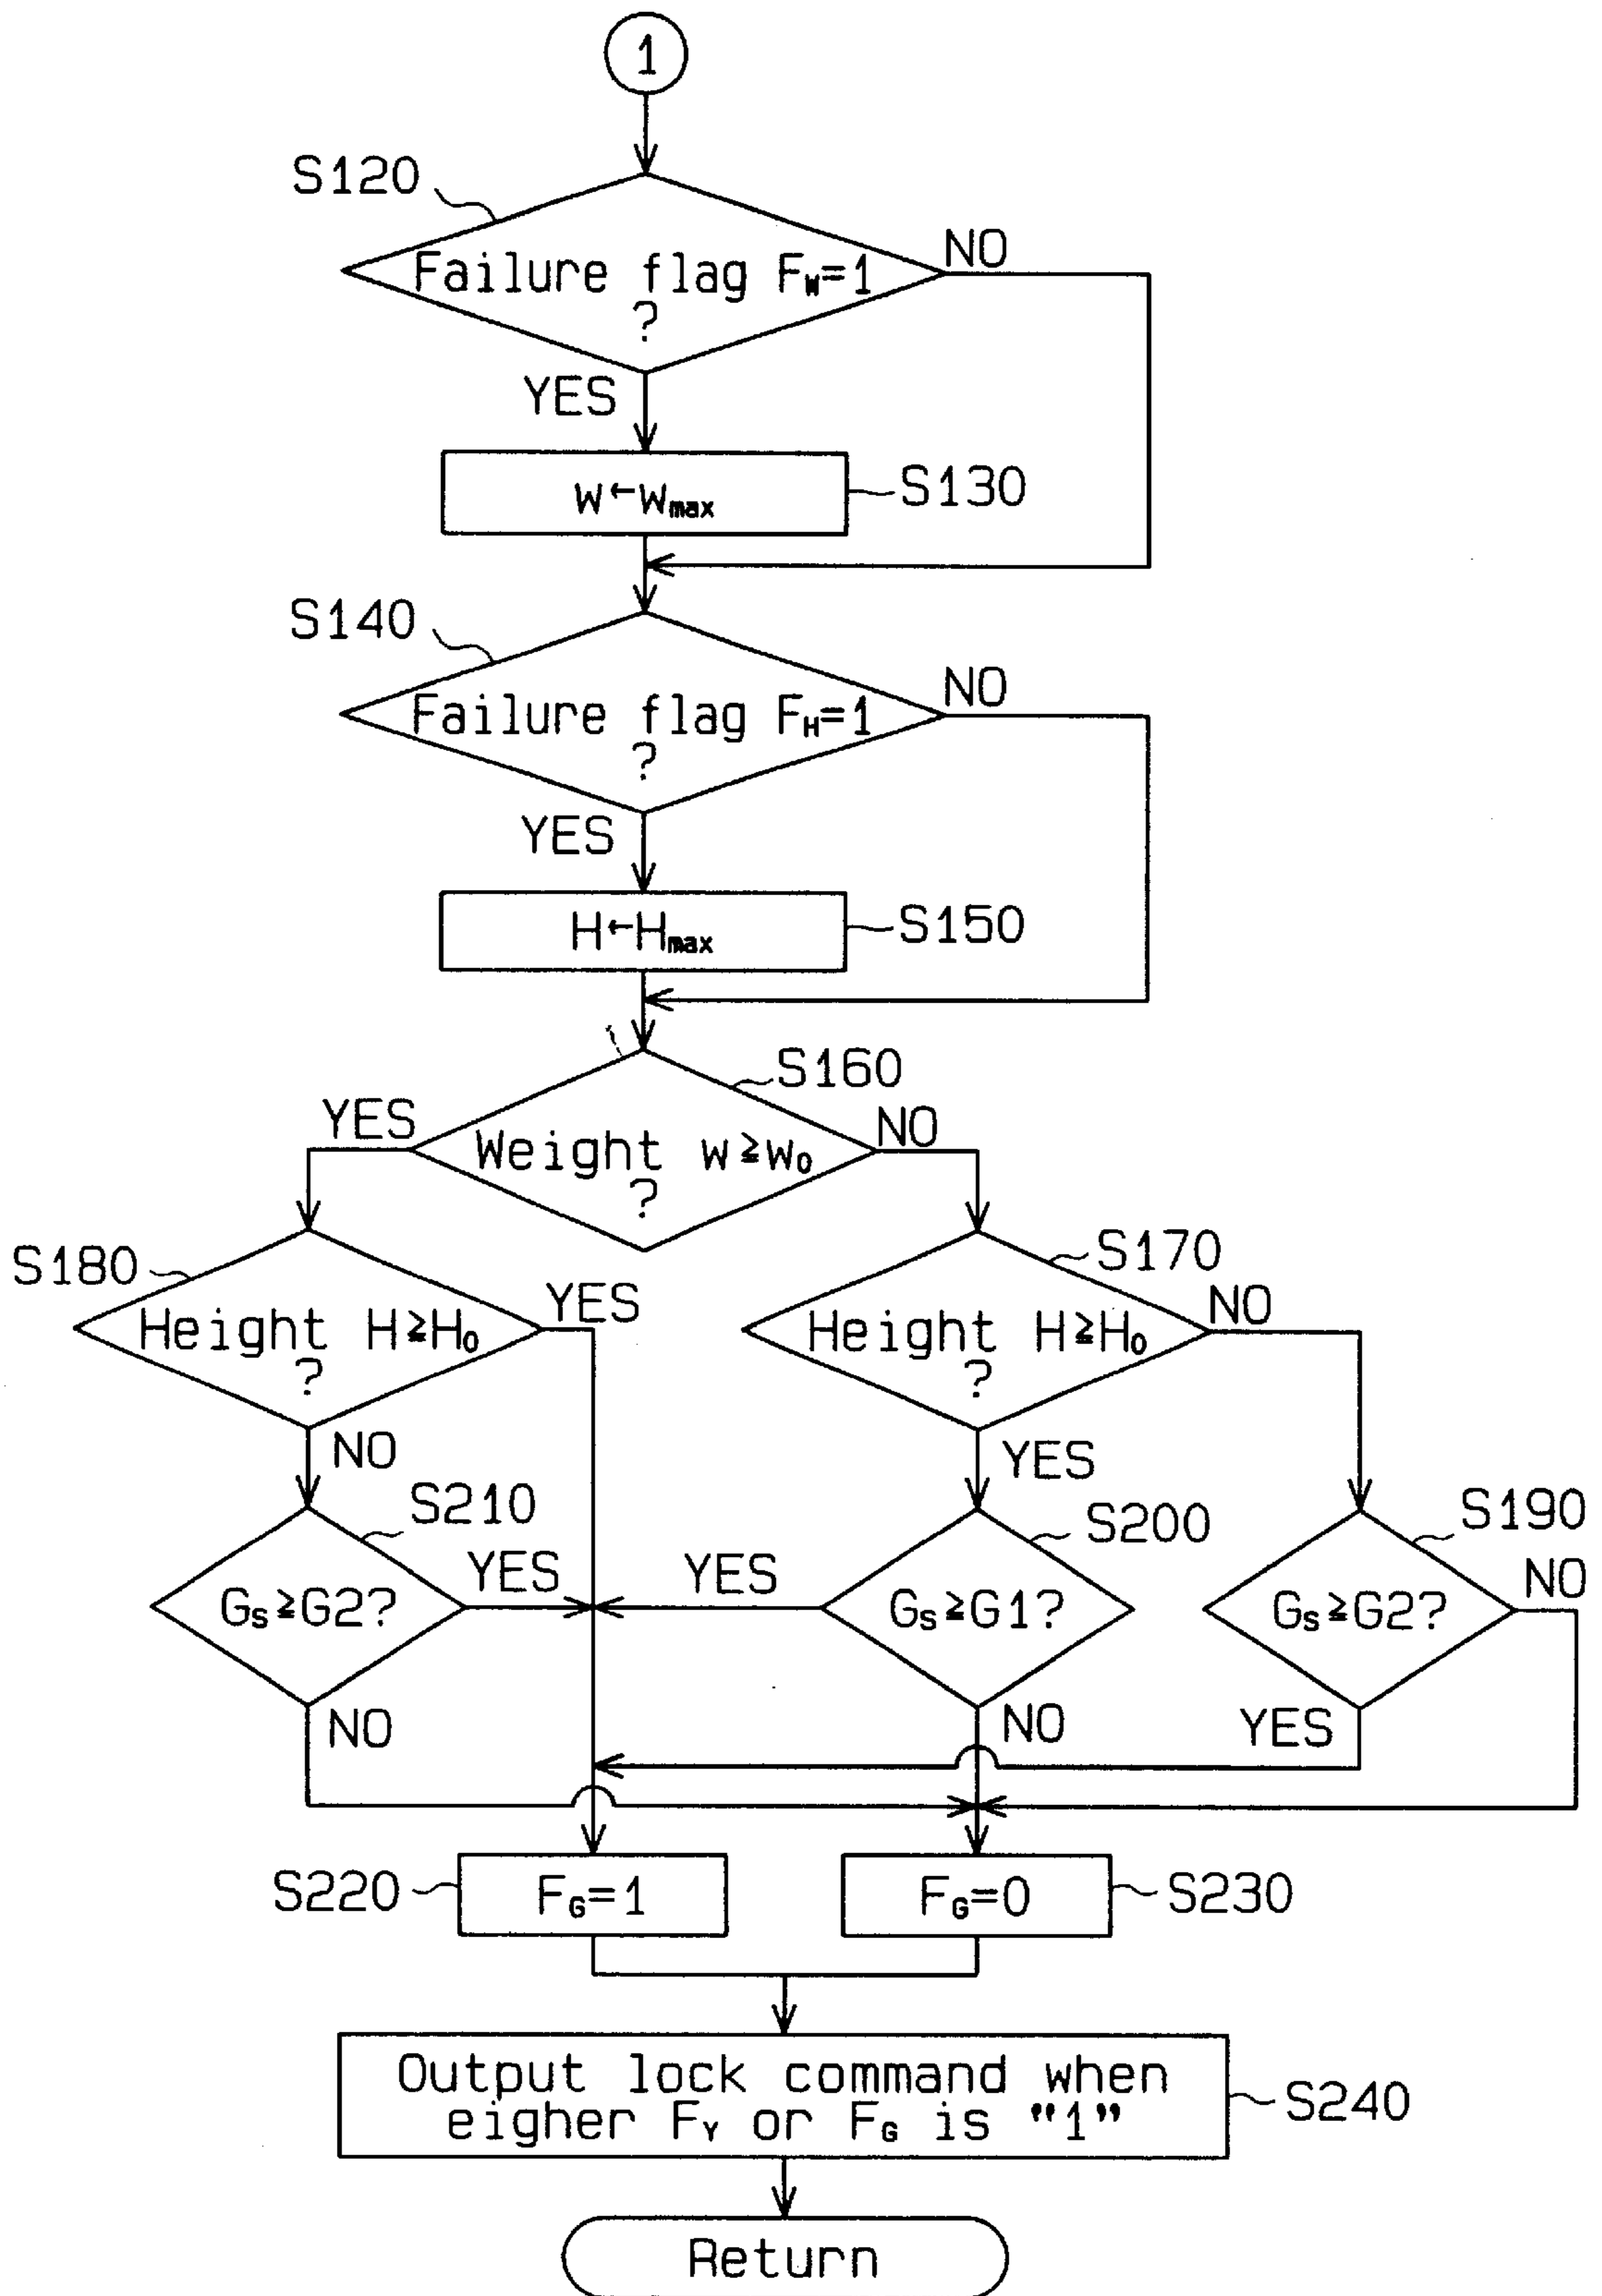 1
S120
Failure flag Fw=1
?
NO
YES
W←Wmax
S130
S140
Failure flag FH=1
?
NO
YES
H←Hmax
S150
S160
YES
Weight W≧W0
?
NO
S180
Height H≧H0
?
YES
S170
Height H≧H0
?
NO
NO
YES
S210
Gs≧G2?
YES
S200
YES
Gs≧G1?
S190
Gs≧G2?
NO
NO
NO
YES
S220
FG=1
FG=0
S230
Output lock command when
eigher FY or FG is "1"
S240
Return